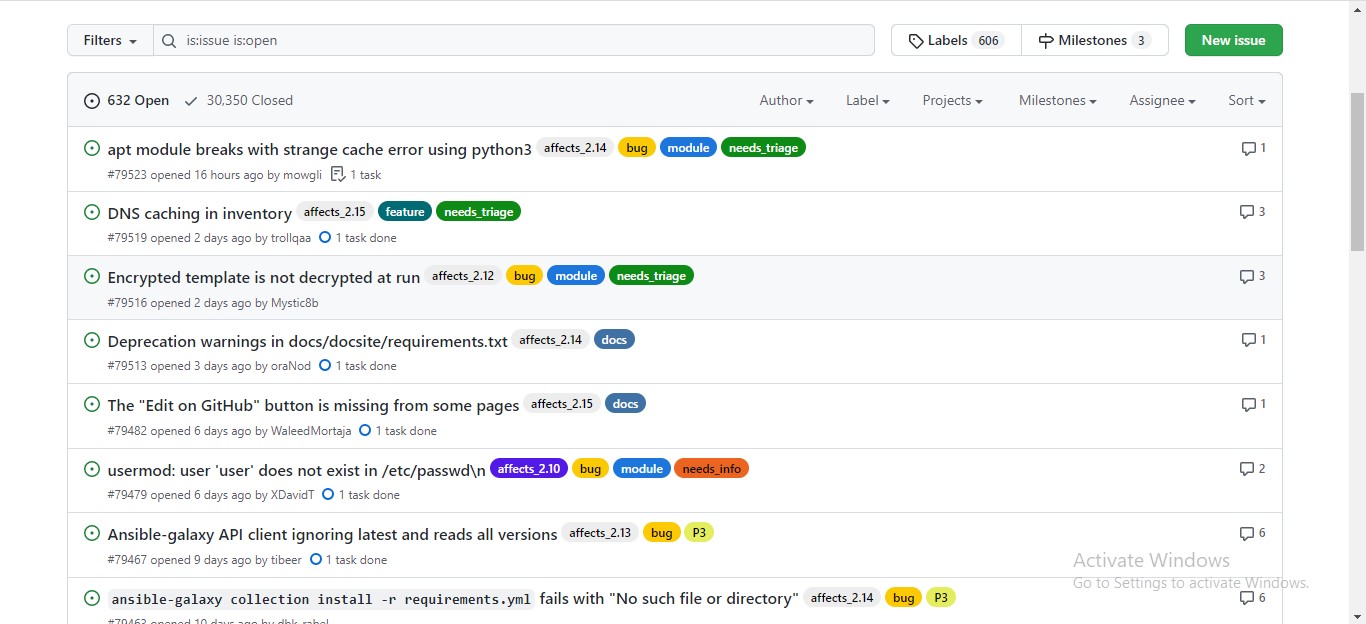 Filters is:issue is:open Labels 606 Milestones 3 New issue
632 Open 30,350 Closed Author Label Projects Milestones Assignee Sort
apt module breaks with strange cache error using python3 affects_2.14 bug module needs_triage 1
#79523 opened 16 hours ago by mowgli 1 task
DNS caching in inventory affects_2.15 feature needs_triage 3
#79519 opened 2 days ago by trollqaa 1 task done
Encrypted template is not decrypted at run affects_2.12 bug module needs_triage 3
#79516 opened 2 days ago by Mystic8b
Deprecation warnings in docs/docsite/requirements.txt affects_2.14 docs 1
#79513 opened 3 days ago by oraNod 1 task done
The "Edit on GitHub" button is missing from some pages affects_2.15 docs 1
#79482 opened 6 days ago by WaleedMortaja 1 task done
usermod: user 'user' does not exist in /etc/passwd\n affects_2.10 bug module needs_info 2
#79479 opened 6 days ago by XDavidT 1 task done
Ansible-galaxy API client ignoring latest and reads all versions affects_2.13 bug P3 6
#79467 opened 9 days ago by tibeer 1 task done
Activate Windows
Go to Settings to activate Windows.
ansible-galaxy collection install -r requirements.yml fails with "No such file or directory" affects_2.14 bug P3 6
#79463 opened 10 days ago by dbk-rabel